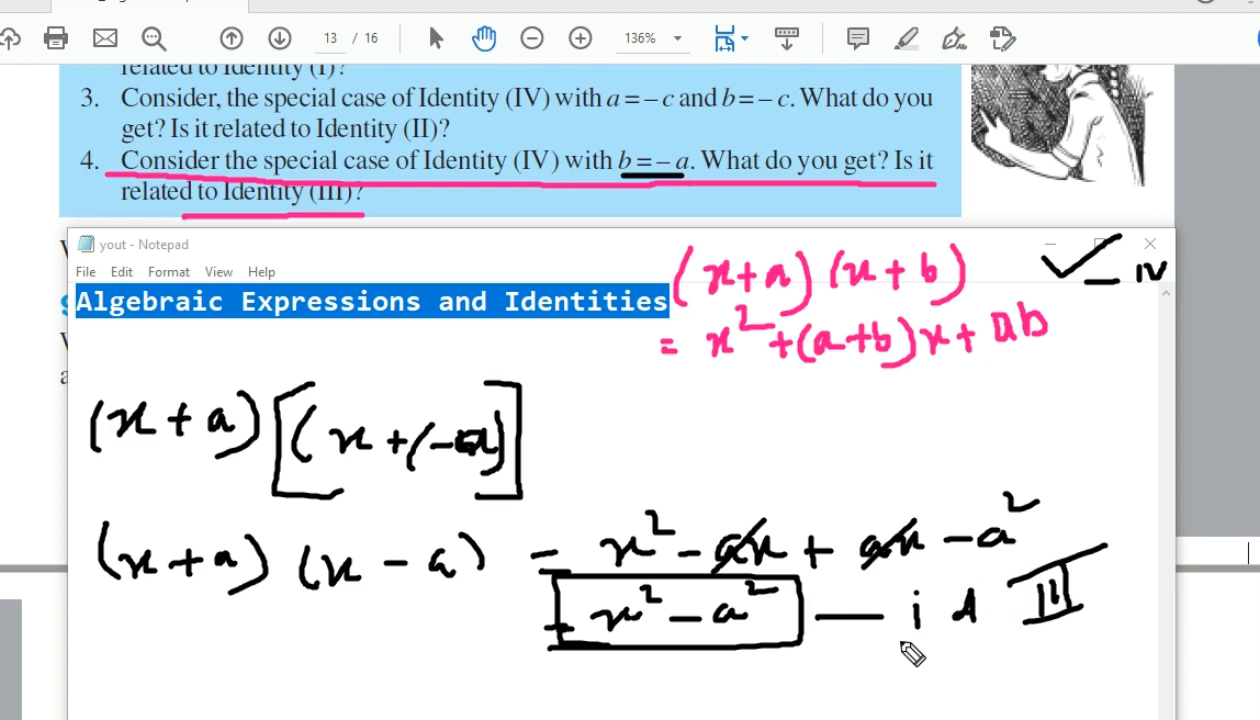 13 / 16
136%
related to Identity (I)?
3. Consider, the special case of Identity (IV) with a = – c and b = – c. What do you
get? Is it related to Identity (II)?
4. Consider the special case of Identity (IV) with b = – a. What do you get? Is it
related to Identity (III)?
yout - Notepad
File Edit Format View Help
Algebraic Expressions and Identities
(x+a) (x+b) — IV
= x² +(a+b)x+ ab
(x+a) [(x+(-a)]
(x+a) (x-a) = x² - ax + ax - a²
= x² - a² — id III